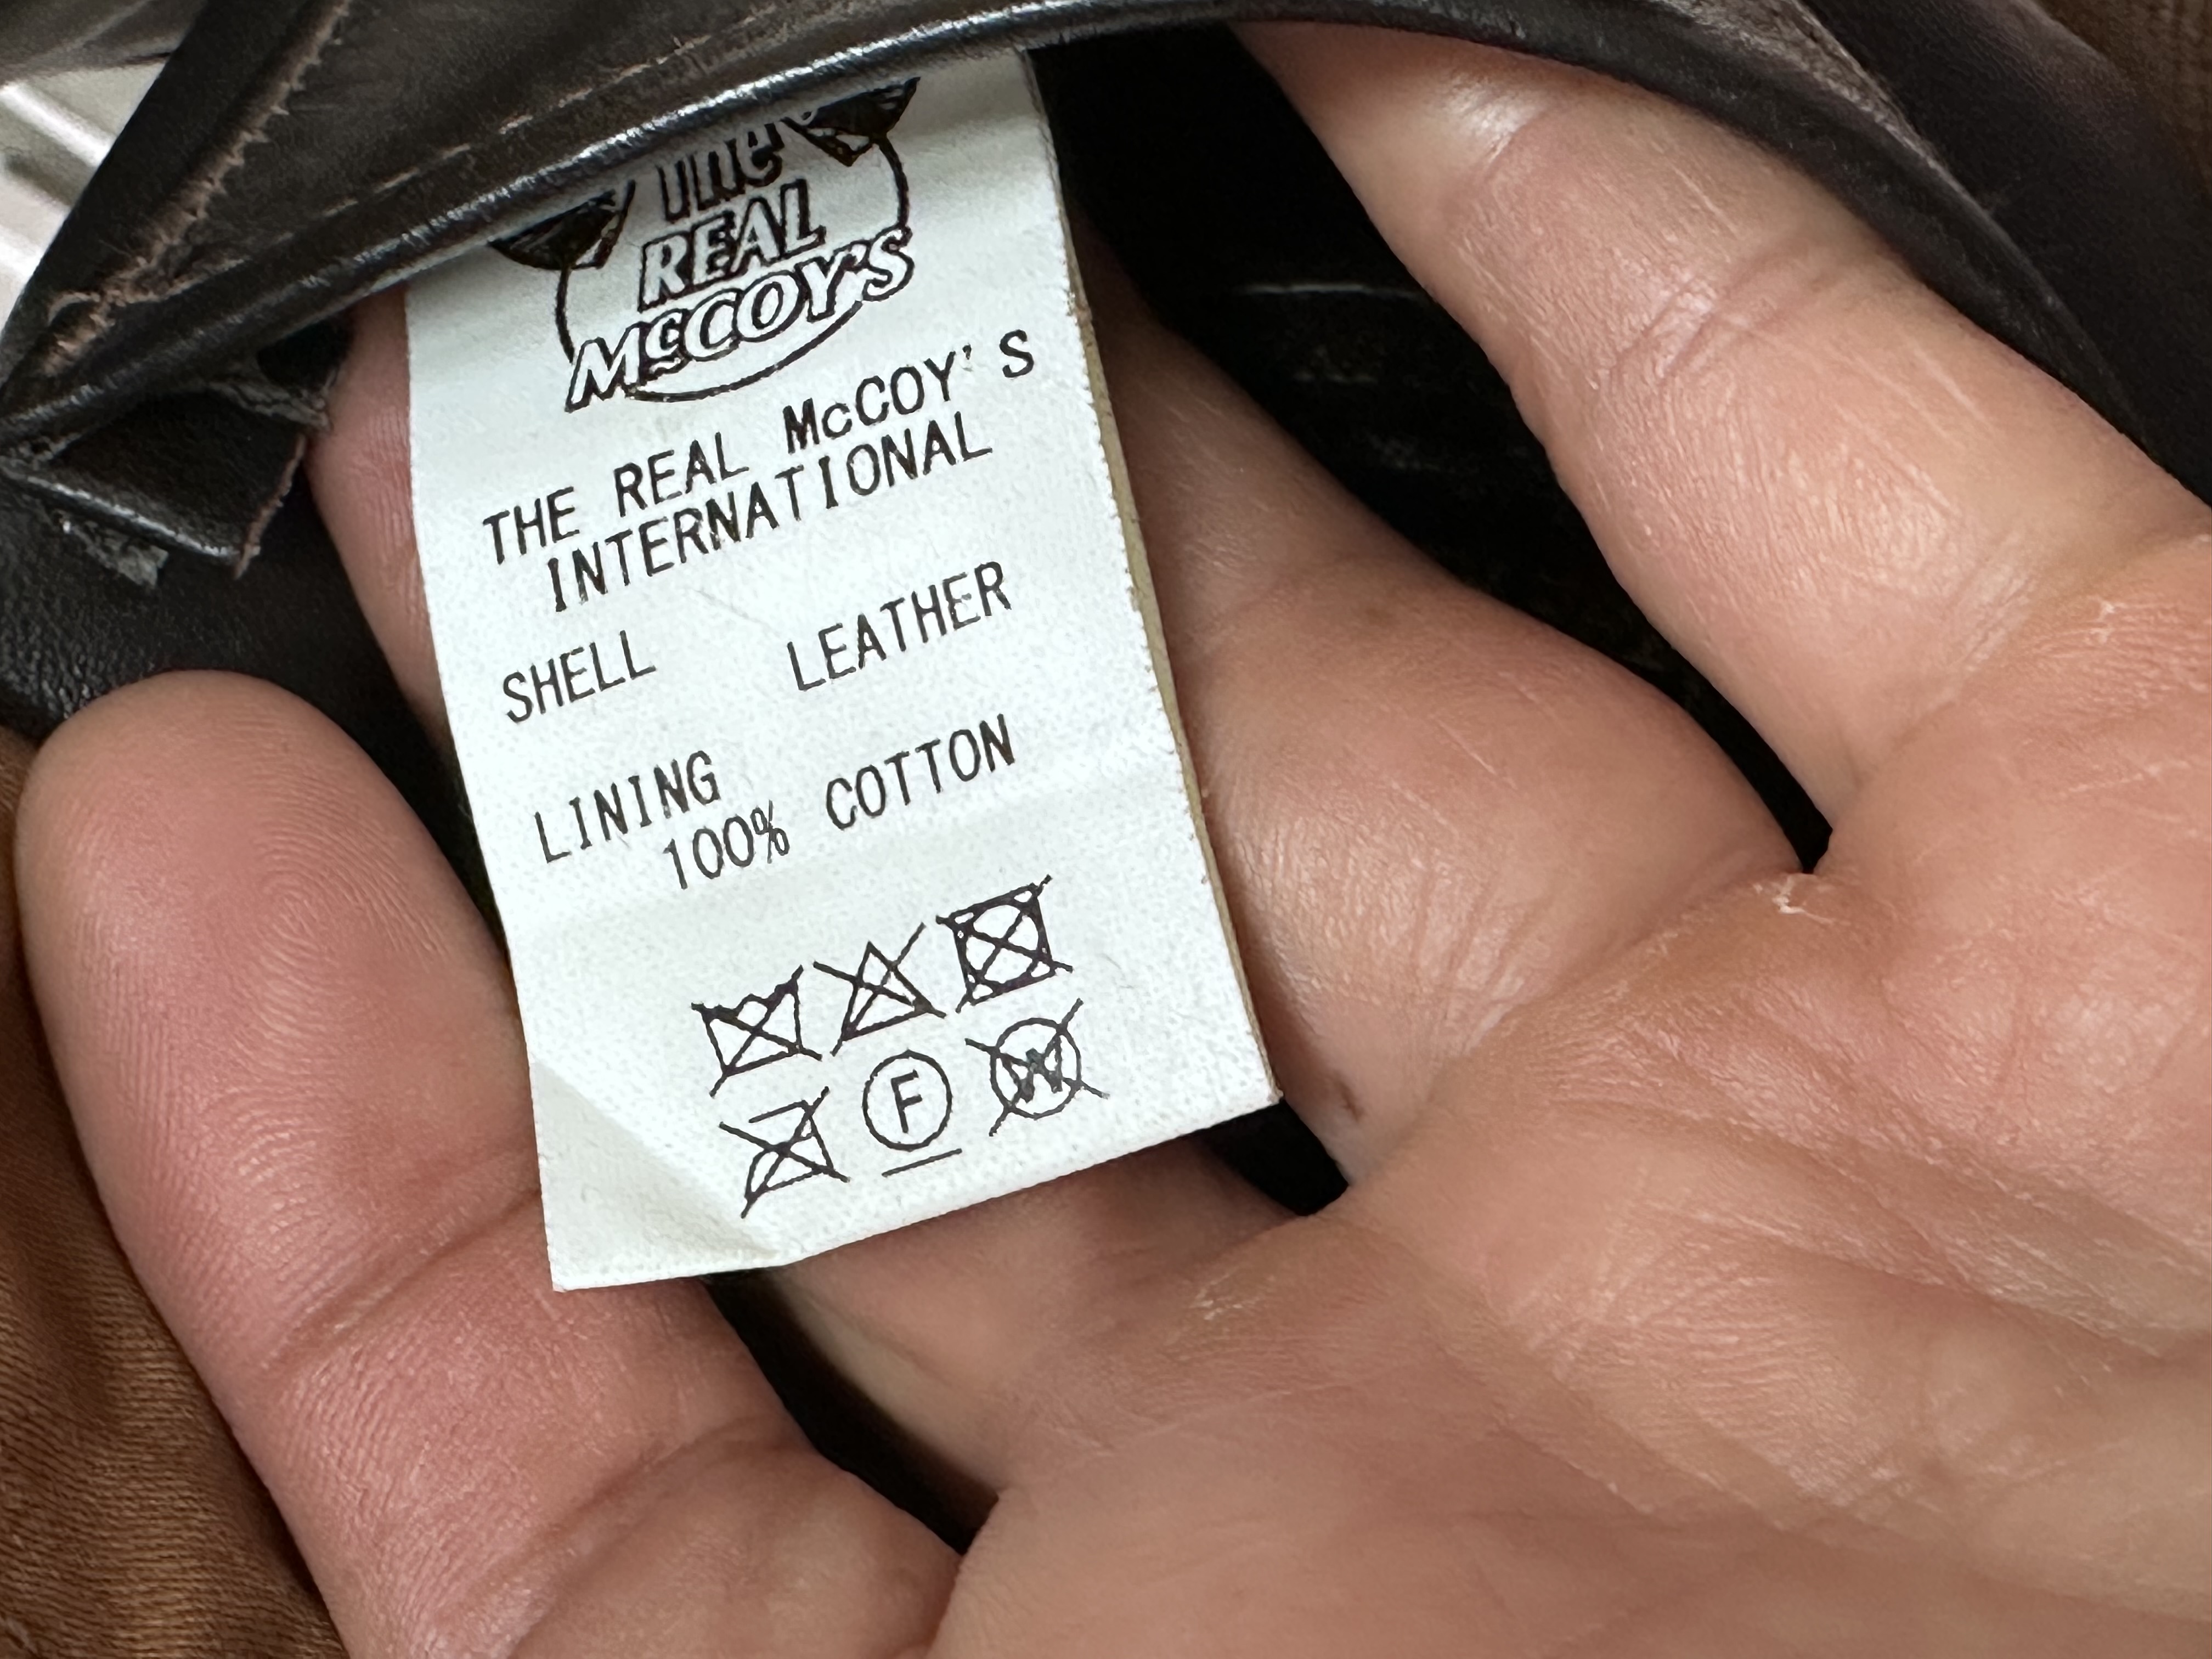 The
REAL
McCOY'S
THE REAL McCOY'S
INTERNATIONAL
SHELL LEATHER
LINING
100% COTTON
F W